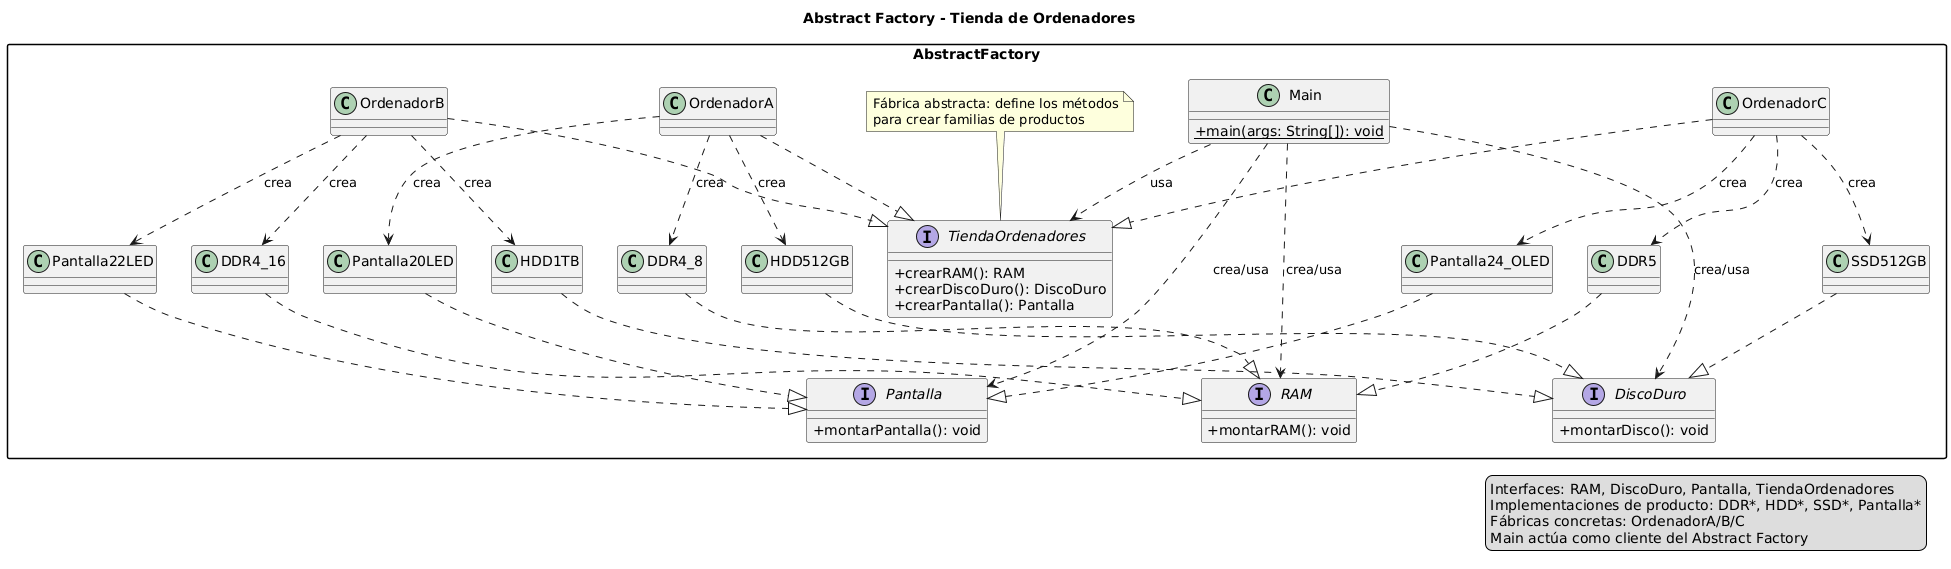 Abstract Factory - Tienda de Ordenadores
AbstractFactory
C OrdenadorB
C OrdenadorA
Fábrica abstracta: define los métodos
para crear familias de productos
C Main
+main(args: String[]): void
C OrdenadorC
crea
crea
crea
crea
crea
crea
usa
crea
crea
crea
C Pantalla22LED
C DDR4_16
C Pantalla20LED
C HDD1TB
C DDR4_8
C HDD512GB
I TiendaOrdenadores
+crearRAM(): RAM
+crearDiscoDuro(): DiscoDuro
+crearPantalla(): Pantalla
crea/usa
crea/usa
C Pantalla24_OLED
C DDR5
crea/usa
C SSD512GB
I Pantalla
+montarPantalla(): void
I RAM
+montarRAM(): void
I DiscoDuro
+montarDisco(): void
Interfaces: RAM, DiscoDuro, Pantalla, TiendaOrdenadores
Implementaciones de producto: DDR*, HDD*, SSD*, Pantalla*
Fábricas concretas: OrdenadorA/B/C
Main actúa como cliente del Abstract Factory